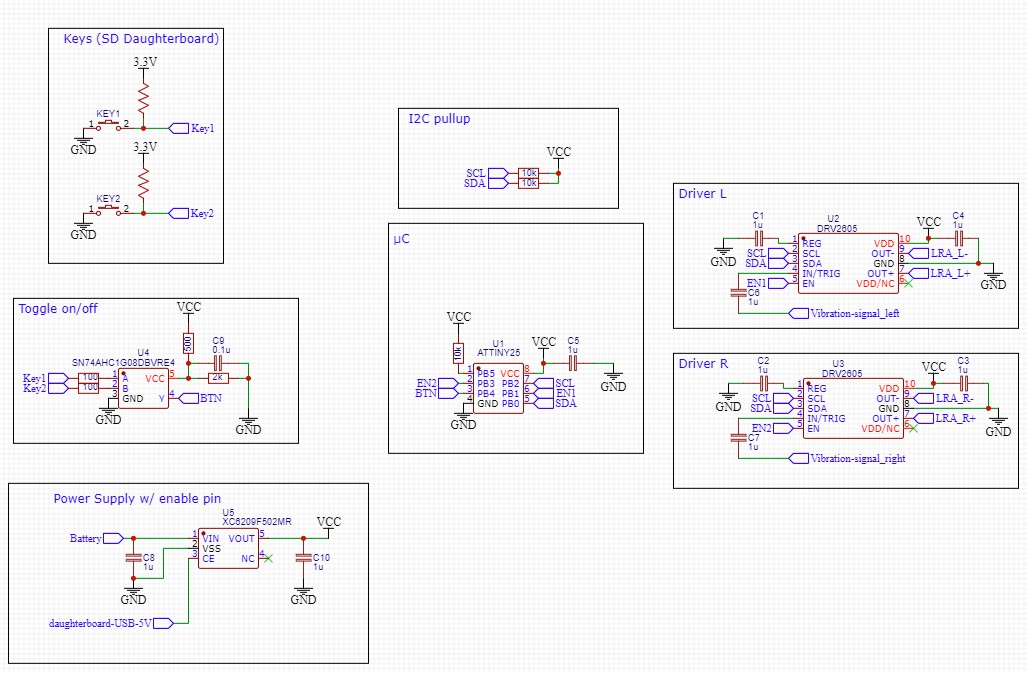 Keys (SD Daughterboard)
3.3V
KEY1
1 2
Key1
GND
3.3V
KEY2
1 2
Key2
GND
I2C pullup
VCC
SCL 10k
SDA 10k
Toggle on/off
VCC
500
C9
0.1u
U4
SN74AHC1G08DBVRE4
Key1 100 1 A VCC 5 2k
Key2 100 2 B
3 GND Y 4 BTN
GND
GND
µC
VCC
10k
U1
ATTINY25
VCC
C5
1u
GND
1 PB5 VCC 8
EN2 2 PB3 PB2 7 SCL
BTN 3 PB4 PB1 6 EN1
4 GND PB0 5 SDA
GND
Driver L
C1
1u
GND
U2
DRV2605
VCC
C4
1u
1 REG VDD 10
SCL 2 SCL OUT- 9 LRA_L-
SDA 3 SDA GND 8
4 IN/TRIG OUT+ 7 LRA_L+
EN1 5 EN VDD/NC 6
GND
C6
1u
Vibration-signal_left
Driver R
C2
1u
GND
U3
DRV2605
VCC
C3
1u
1 REG VDD 10
SCL 2 SCL OUT- 9 LRA_R-
SDA 3 SDA GND 8
4 IN/TRIG OUT+ 7 LRA_R+
EN2 5 EN VDD/NC 6
GND
C7
1u
Vibration-signal_right
Power Supply w/ enable pin
U5
XC6209F502MR
VCC
Battery 1 VIN VOUT 5
2 VSS
3 CE NC 4
C8
1u
GND
C10
1u
GND
daughterboard-USB-5V